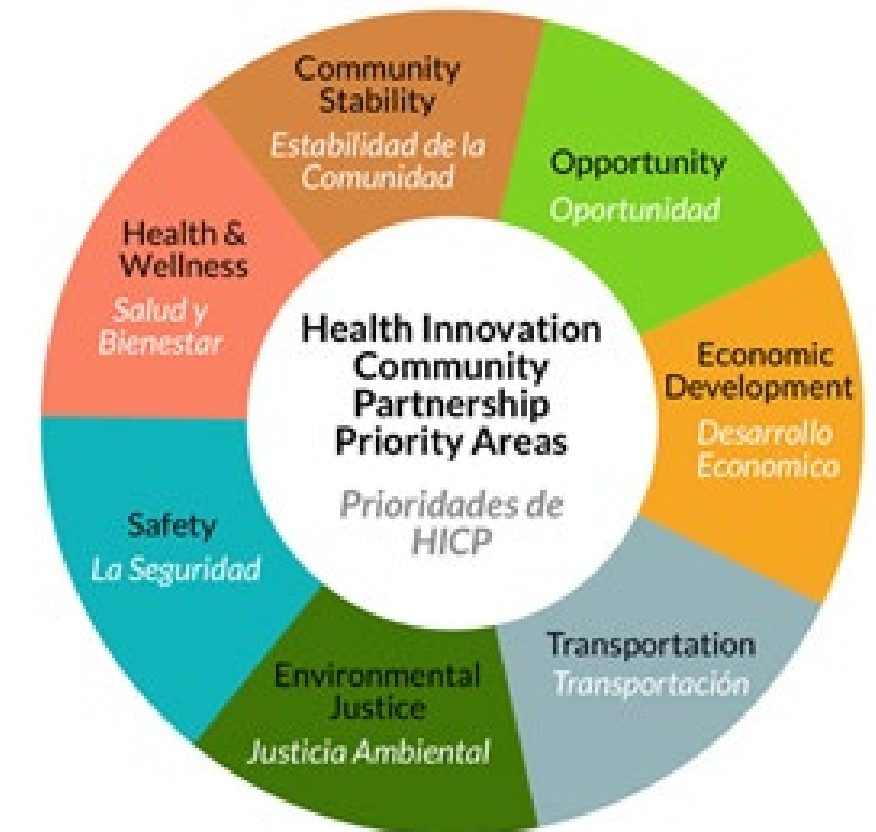 Community
Stability
Estabilidad de la
Comunidad
Opportunity
Oportunidad
Economic
Development
Desarrollo
Economico
Transportation
Transportación
Environmental
Justice
Justicia Ambiental
Safety
La Seguridad
Health &
Wellness
Salud y
Bienestar
Health Innovation
Community
Partnership
Priority Areas
Prioridades de
HICP